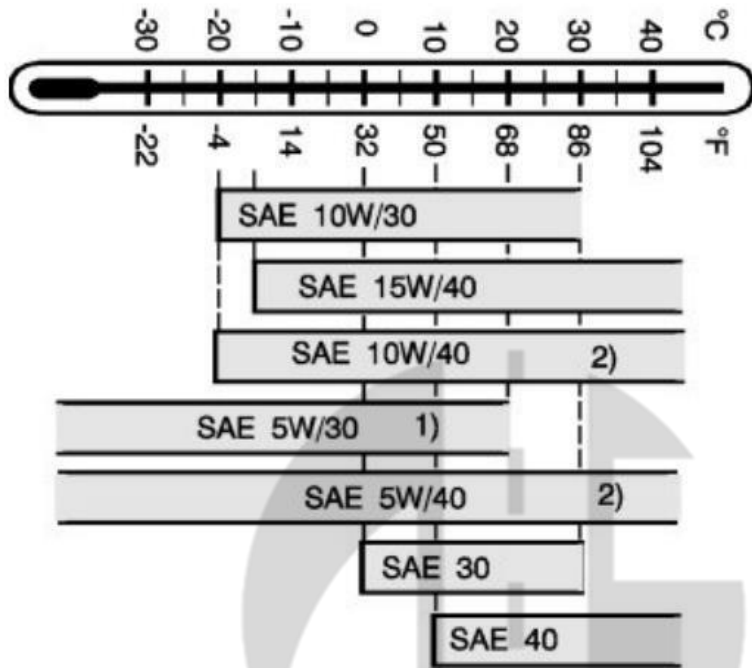 -30 -20 -10 0 10 20 30 40 °C
-22 -4 14 32 50 68 86 104 °F
SAE 10W/30
SAE 15W/40
SAE 10W/40 2)
SAE 5W/30 1)
SAE 5W/40 2)
SAE 30
SAE 40